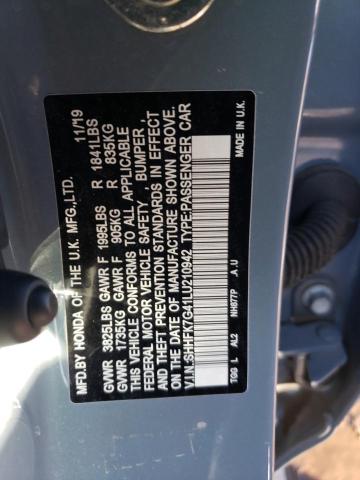 MFD.BY HONDA OF THE U.K. MFG.,LTD. 11/19
GVWR 3825LBS GAWR F 1995LBS R 1841LBS
GVWR 1735KG GAWR F 905KG R 835KG
THIS VEHICLE CONFORMS TO ALL APPLICABLE
FEDERAL MOTOR VEHICLE SAFETY , BUMPER ,
AND THEFT PREVENTION STANDARDS IN EFFECT
ON THE DATE OF MANUFACTURE SHOWN ABOVE.
V.I.N.:SHHFK7G41LU210942 TYPE:PASSENGER CAR
TGG L AL2 NH877P A U MADE IN U.K.